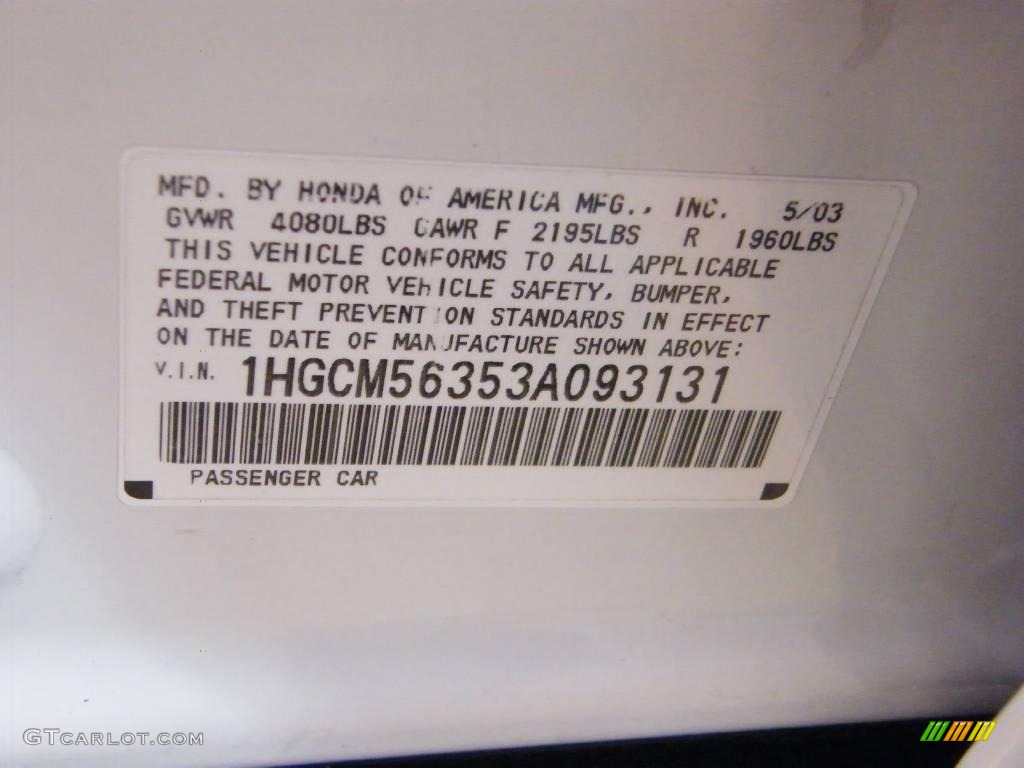 MFD. BY HONDA OF AMERICA MFG., INC. 5/03
GVWR 4080LBS GAWR F 2195LBS R 1960LBS
THIS VEHICLE CONFORMS TO ALL APPLICABLE
FEDERAL MOTOR VEHICLE SAFETY, BUMPER,
AND THEFT PREVENTION STANDARDS IN EFFECT
ON THE DATE OF MANUFACTURE SHOWN ABOVE:
V.I.N. 1HGCM56353A093131
PASSENGER CAR
GTCARLOT.COM